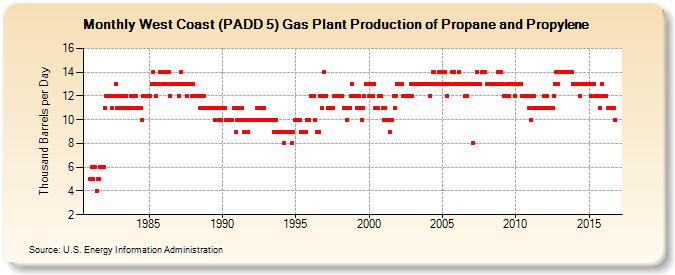 Monthly West Coast (PADD 5) Gas Plant Production of Propane and Propylene
Thousand Barrels per Day
16
14
12
10
8
6
4
2
1985 1990 1995 2000 2005 2010 2015
Source: U.S. Energy Information Administration